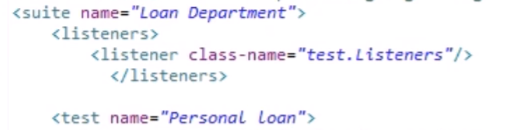 <suite name="Loan Department">
<listeners>
<listener class-name="test.Listeners"/>
</listeners>
<test name="Personal loan">